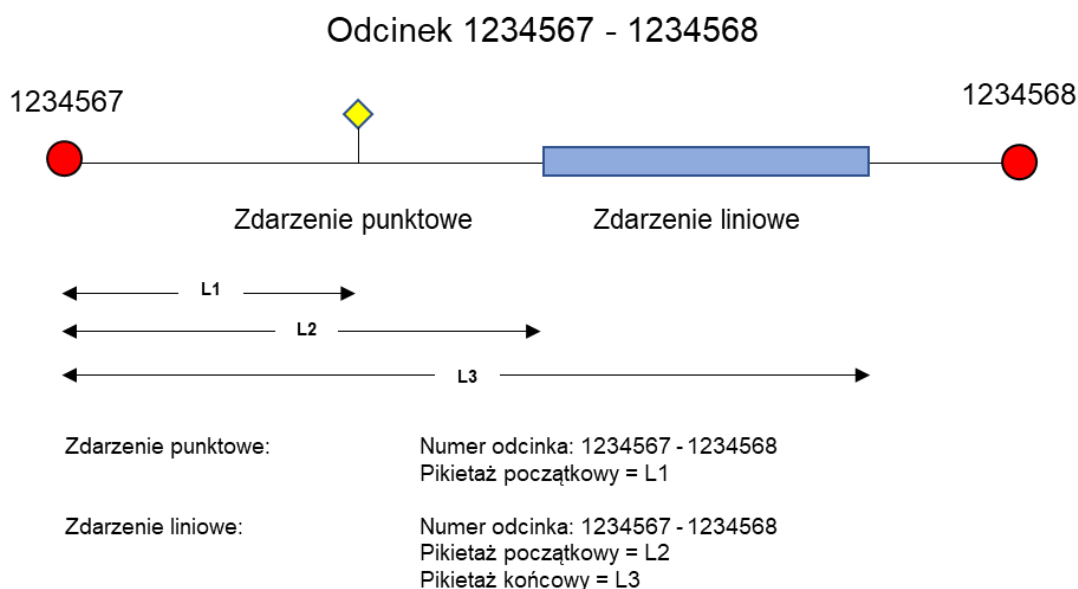 Odcinek 1234567 - 1234568
1234567
1234568
Zdarzenie punktowe
Zdarzenie liniowe
L1
L2
L3
Zdarzenie punktowe:
Numer odcinka: 1234567 - 1234568
Pikietaż początkowy = L1
Zdarzenie liniowe:
Numer odcinka: 1234567 - 1234568
Pikietaż początkowy = L2
Pikietaż końcowy = L3